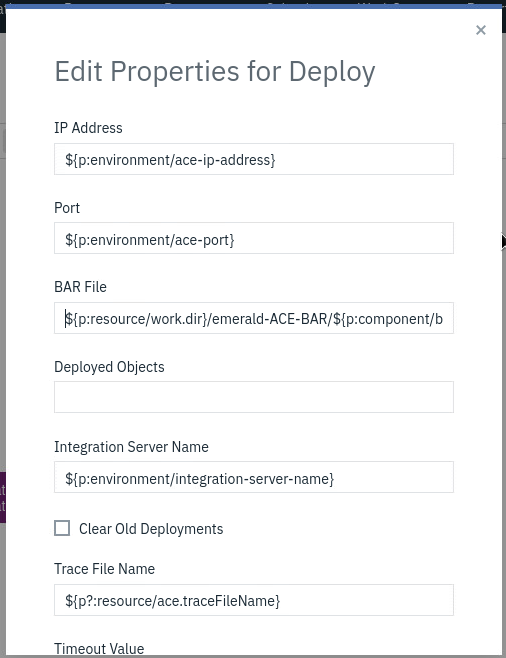 ×
Edit Properties for Deploy
IP Address
${p:environment/ace-ip-address}
Port
${p:environment/ace-port}
BAR File
${p:resource/work.dir}/emerald-ACE-BAR/${p:component/b
Deployed Objects
Integration Server Name
${p:environment/integration-server-name}
Clear Old Deployments
Trace File Name
${p?:resource/ace.traceFileName}
Timeout Value